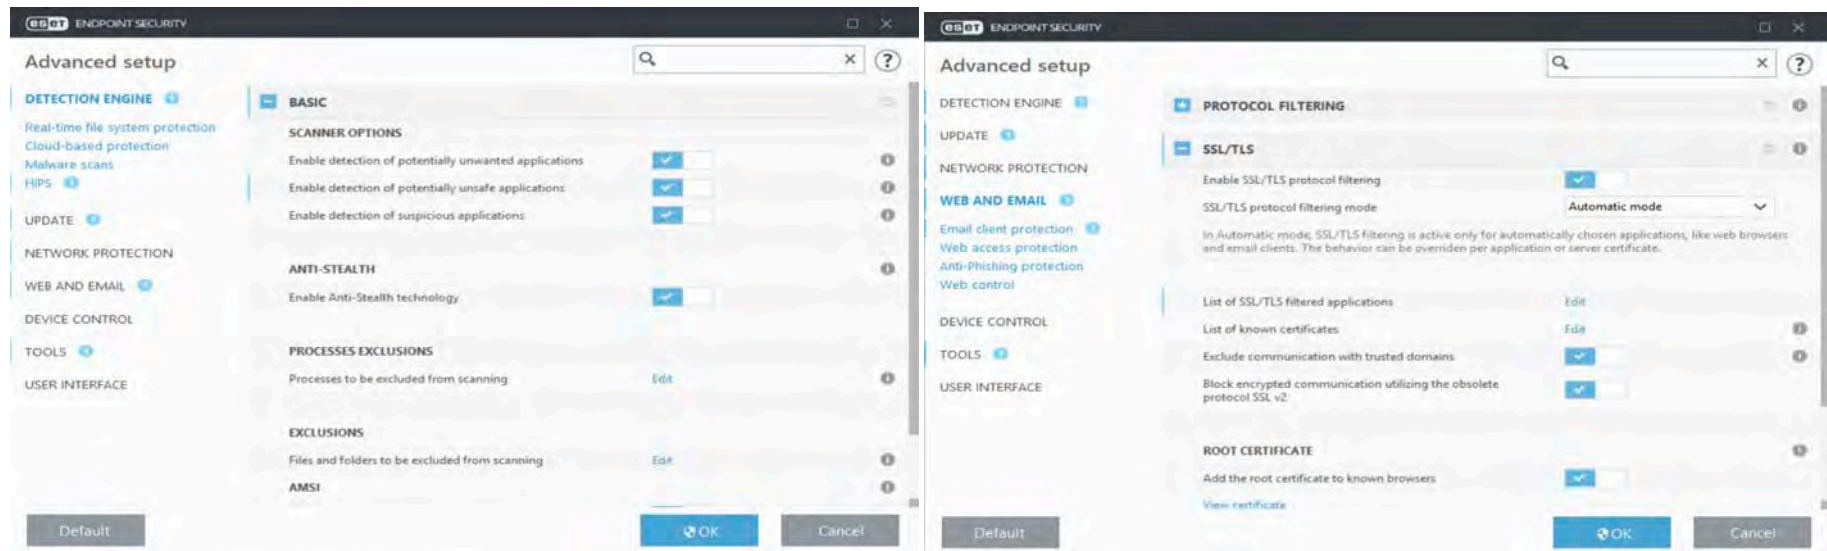 eset ENDPOINT SECURITY
Advanced setup
DETECTION ENGINE
Real-time file system protection
Cloud-based protection
Malware scans
HIPS
UPDATE
NETWORK PROTECTION
WEB AND EMAIL
DEVICE CONTROL
TOOLS
USER INTERFACE
BASIC
SCANNER OPTIONS
Enable detection of potentially unwanted applications
Enable detection of potentially unsafe applications
Enable detection of suspicious applications
ANTI-STEALTH
Enable Anti-Stealth technology
PROCESSES EXCLUSIONS
Processes to be excluded from scanning Edit
EXCLUSIONS
Files and folders to be excluded from scanning Edit
AMSI
Default OK Cancel
eset ENDPOINT SECURITY
Advanced setup
DETECTION ENGINE
UPDATE
NETWORK PROTECTION
WEB AND EMAIL
Email client protection
Web access protection
Anti-Phishing protection
Web control
DEVICE CONTROL
TOOLS
USER INTERFACE
PROTOCOL FILTERING
SSL/TLS
Enable SSL/TLS protocol filtering
SSL/TLS protocol filtering mode Automatic mode
In Automatic mode, SSL/TLS filtering is active only for automatically chosen applications, like web browsers
and email clients. The behavior can be overriden per application or server certificate.
List of SSL/TLS filtered applications Edit
List of known certificates Edit
Exclude communication with trusted domains
Block encrypted communication utilizing the obsolete
protocol SSL v2
ROOT CERTIFICATE
Add the root certificate to known browsers
View certificate
Default OK Cancel